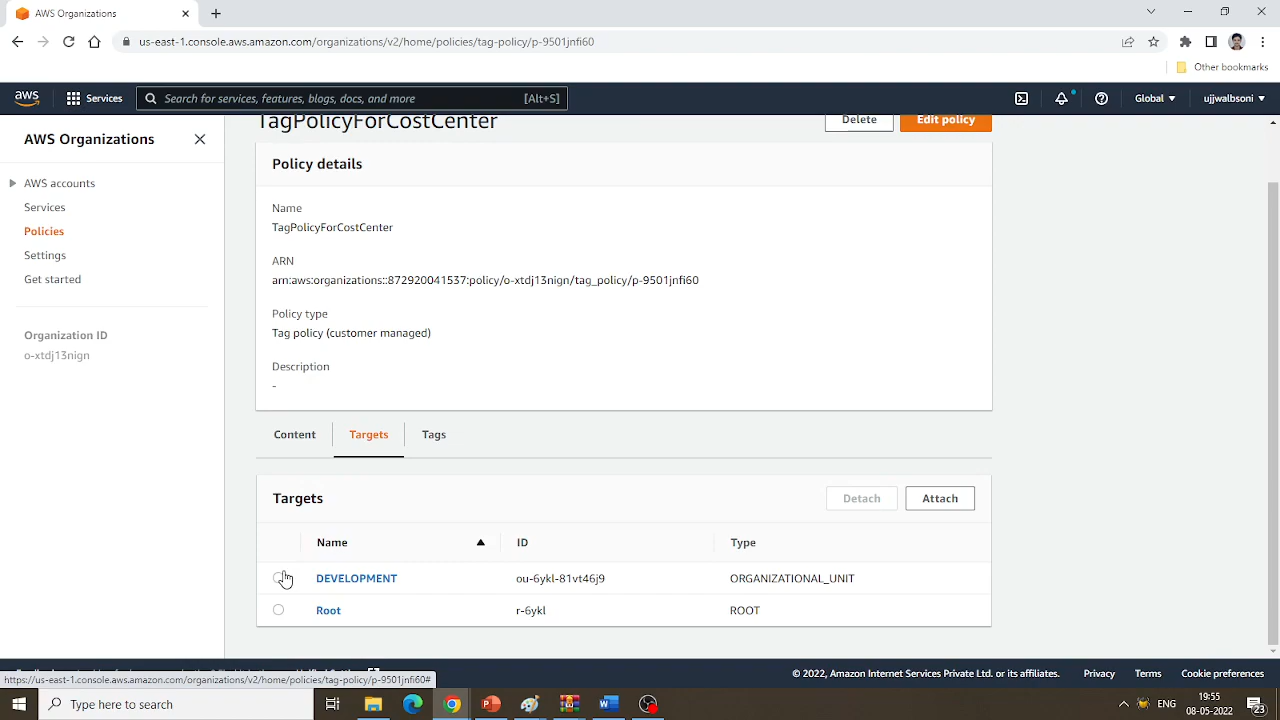 AWS Organizations
us-east-1.console.aws.amazon.com/organizations/v2/home/policies/tag-policy/p-9501jnfi60
Other bookmarks
aws
Services
Search for services, features, blogs, docs, and more
[Alt+S]
Global
ujjwalbsoni
AWS Organizations
AWS accounts
Services
Policies
Settings
Get started
Organization ID
o-xtdj13nign
TagPolicyForCostCenter
Delete
Edit policy
Policy details
Name
TagPolicyForCostCenter
ARN
arn:aws:organizations::872920041537:policy/o-xtdj13nign/tag_policy/p-9501jnfi60
Policy type
Tag policy (customer managed)
Description
-
Content
Targets
Tags
Targets
Detach
Attach
Name
ID
Type
DEVELOPMENT
ou-6ykl-81vt46j9
ORGANIZATIONAL_UNIT
Root
r-6ykl
ROOT
https://us-east-1.console.aws.amazon.com/organizations/v2/home/policies/tag-policy/p-9501jnfi60#
© 2022, Amazon Internet Services Private Ltd. or its affiliates.
Privacy
Terms
Cookie preferences
Type here to search
ENG
19:55
08-05-2022
23